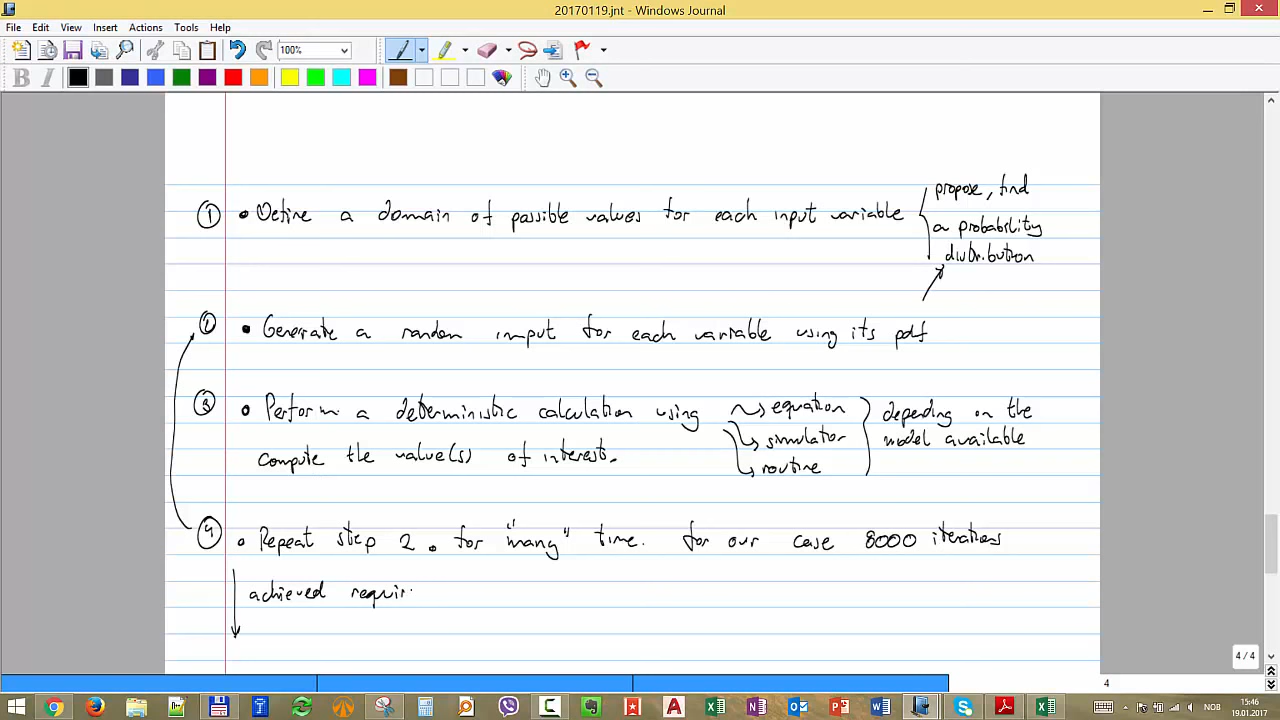 20170119.jnt - Windows Journal
File Edit View Insert Actions Tools Help
100%
B I
① • Define a domain of possible values for each input variable
propose, find
a probability
distribution
• Generate a random imput for each variable using its pdf
③ • Perform a deterministic calculation using
compute the value(s) of interest.
equation
simulator
routine
depending on the
model available
④ • Repeat step 2. for "many" time. for our case 8000 iterations
achieved requir
4/4
4
NOB
15:46
19.01.2017